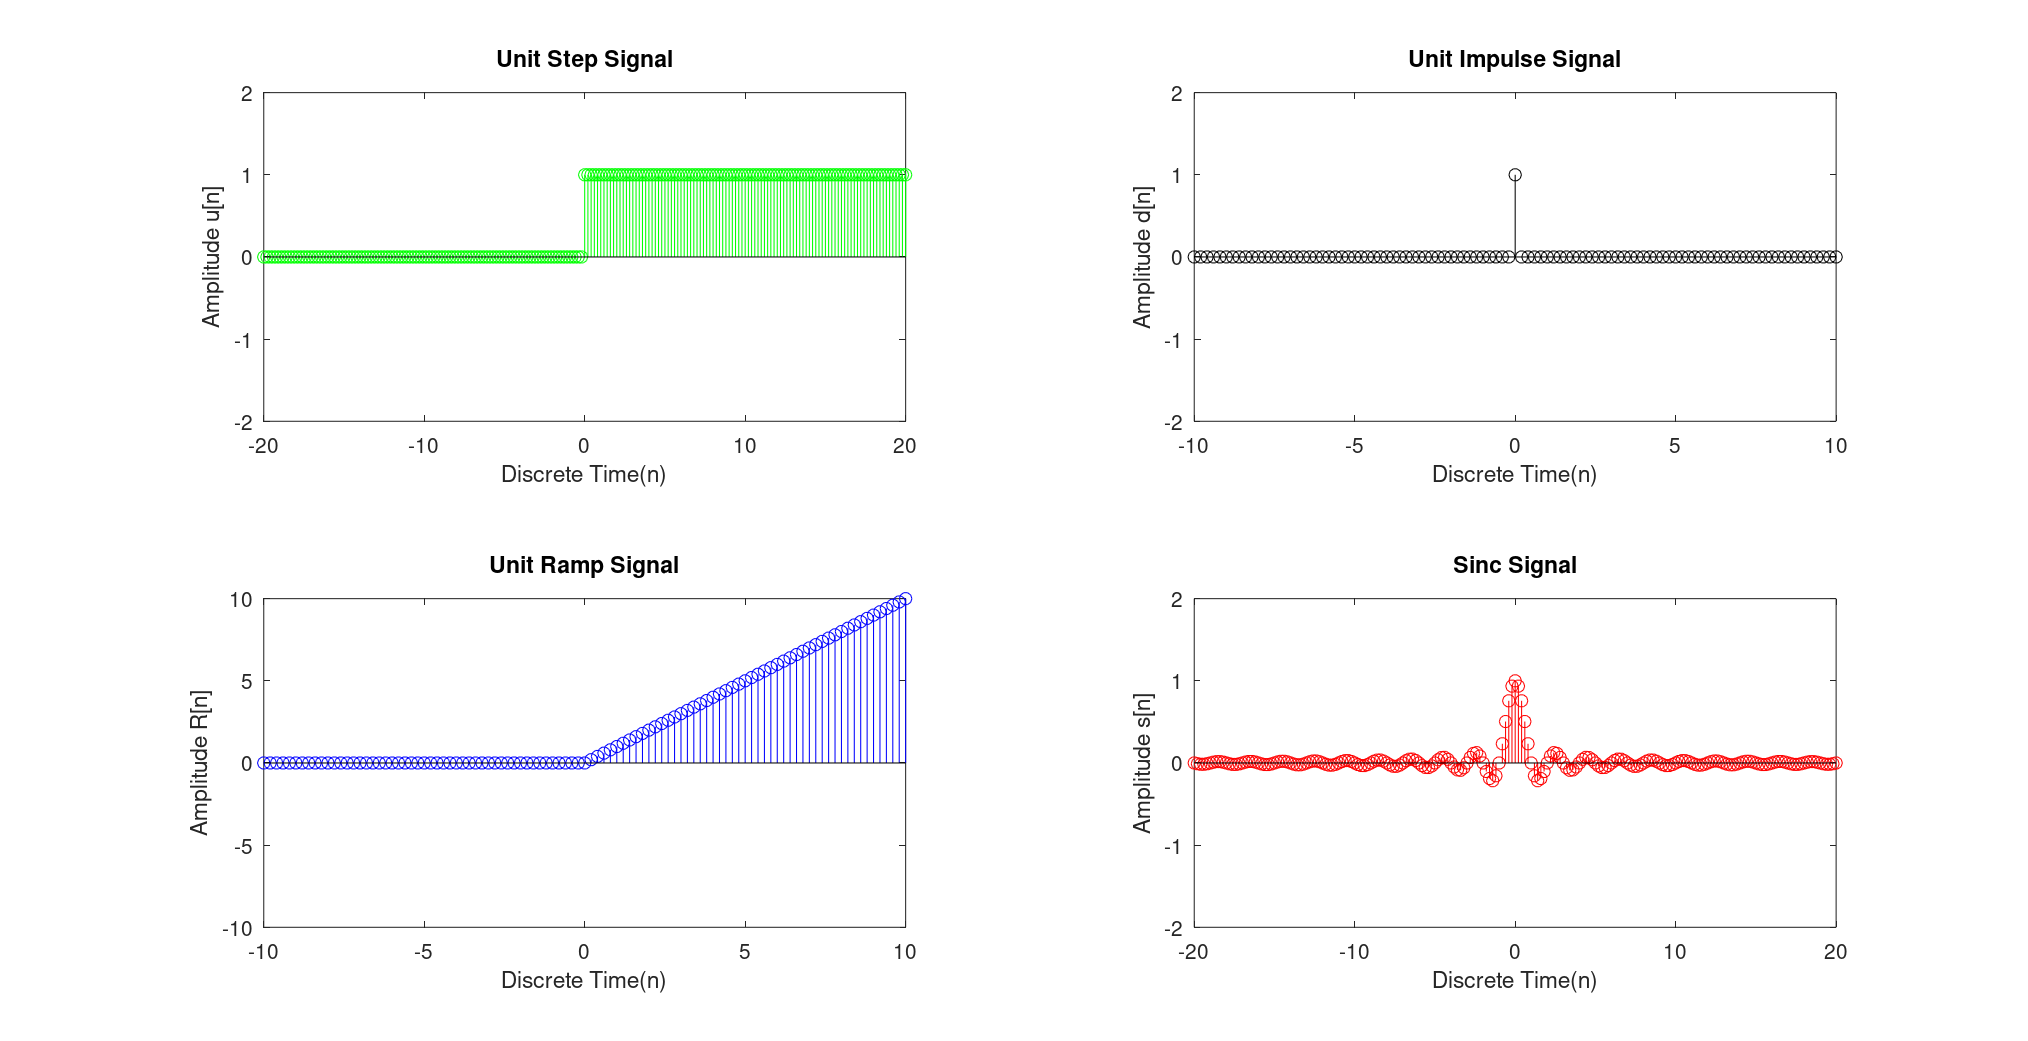 Unit Step Signal
2
1
0
-1
-2
-20 -10 0 10 20
Amplitude u[n]
Discrete Time(n)
Unit Impulse Signal
2
1
0
-1
-2
-10 -5 0 5 10
Amplitude d[n]
Discrete Time(n)
Unit Ramp Signal
10
5
0
-5
-10
-10 -5 0 5 10
Amplitude R[n]
Discrete Time(n)
Sinc Signal
2
1
0
-1
-2
-20 -10 0 10 20
Amplitude s[n]
Discrete Time(n)